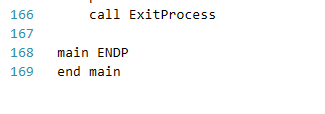 166 call ExitProcess
167
168 main ENDP
169 end main